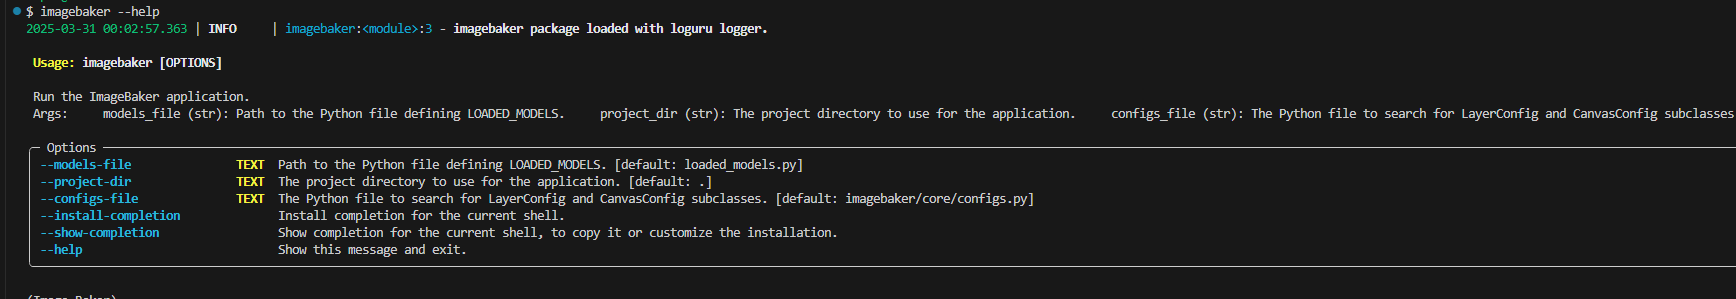 $ imagebaker --help
2025-03-31 00:02:57.363 | INFO     | imagebaker:<module>:3 - imagebaker package loaded with loguru logger.
Usage: imagebaker [OPTIONS]
Run the ImageBaker application.
Args:     models_file (str): Path to the Python file defining LOADED_MODELS.     project_dir (str): The project directory to use for the application.     configs_file (str): The Python file to search for LayerConfig and CanvasConfig subclasses
Options
--models-file TEXT Path to the Python file defining LOADED_MODELS. [default: loaded_models.py]
--project-dir TEXT The project directory to use for the application. [default: .]
--configs-file TEXT The Python file to search for LayerConfig and CanvasConfig subclasses. [default: imagebaker/core/configs.py]
--install-completion Install completion for the current shell.
--show-completion Show completion for the current shell, to copy it or customize the installation.
--help Show this message and exit.